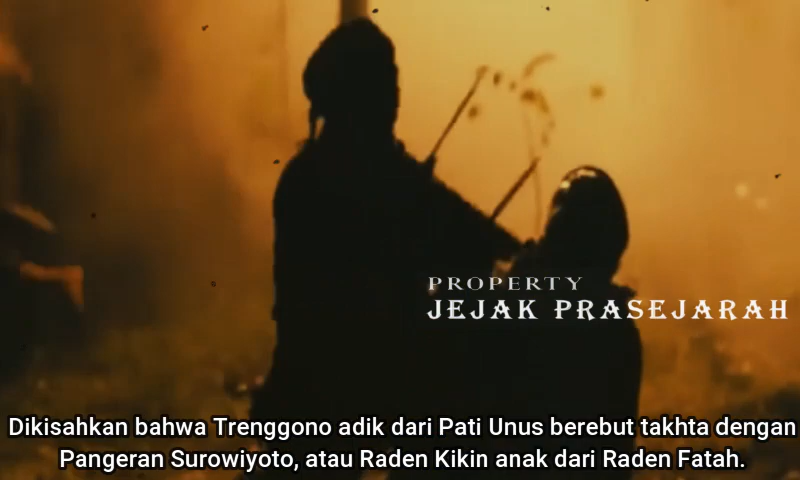 PROPERTY
JEJAK PRASEJARAH
Dikisahkan bahwa Trenggono adik dari Pati Unus berebut takhta dengan
Pangeran Surowiyoto, atau Raden Kikin anak dari Raden Fatah.